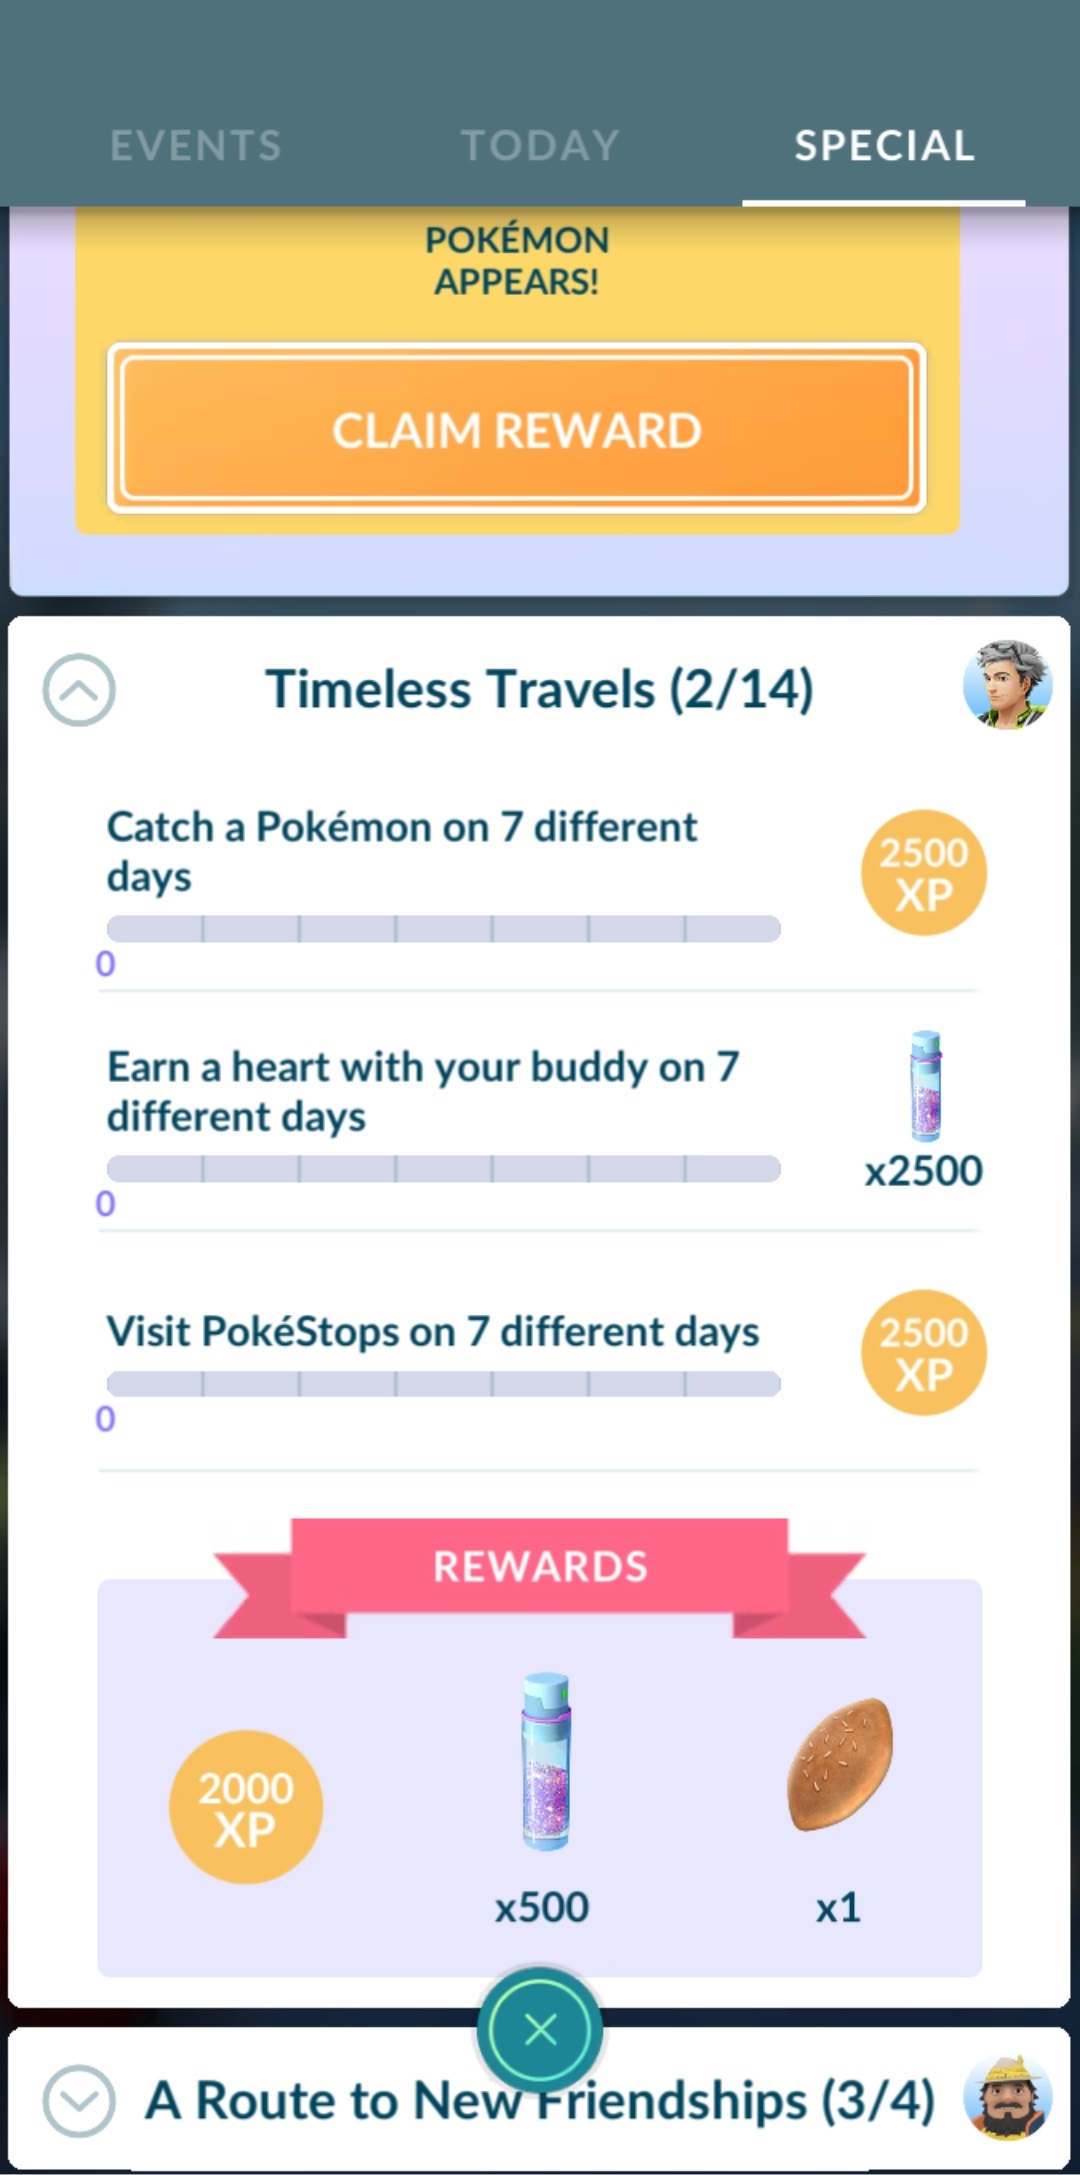 EVENTS TODAY SPECIAL
POKÉMON
APPEARS!
CLAIM REWARD
Timeless Travels (2/14)
Catch a Pokémon on 7 different
days
2500
XP
0
Earn a heart with your buddy on 7
different days
x2500
0
Visit PokéStops on 7 different days
2500
XP
0
REWARDS
2000
XP
x500
x1
A Route to New Friendships (3/4)